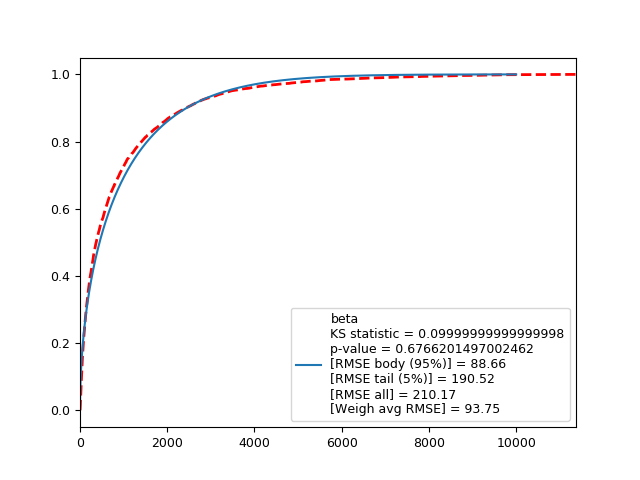 1.0
0.8
0.6
0.4
0.2
0.0
beta
KS statistic = 0.09999999999999998
p-value = 0.6766201497002462
[RMSE body (95%)] = 88.66
[RMSE tail (5%)] = 190.52
[RMSE all] = 210.17
[Weigh avg RMSE] = 93.75
0 2000 4000 6000 8000 10000